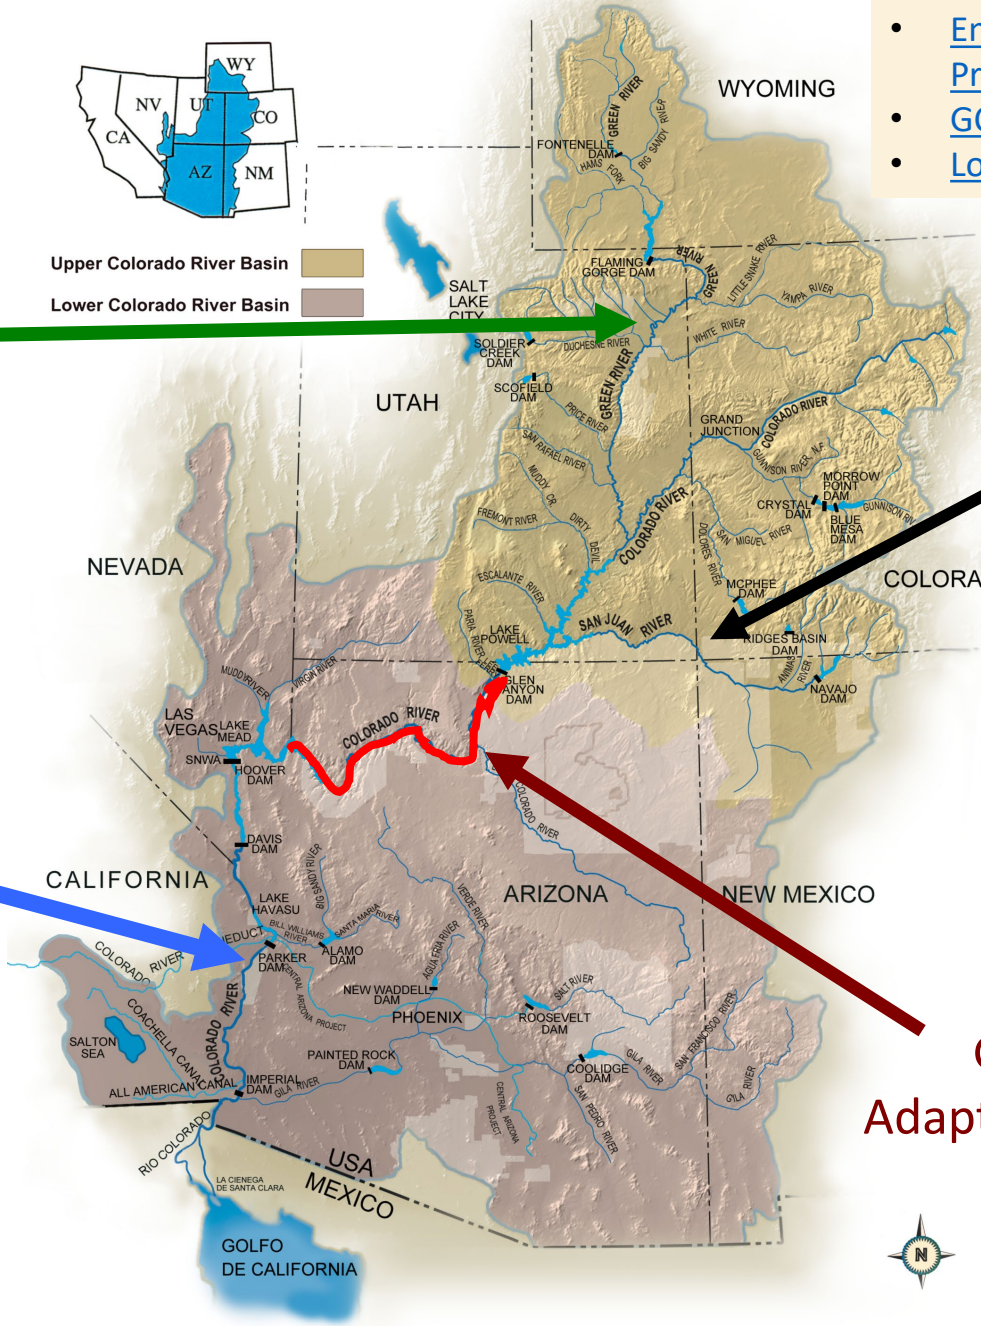 • En
Pr
• GC
• Lo
WY
NV
UT
CO
CA
AZ
NM
Upper Colorado River Basin
Lower Colorado River Basin
WYOMING
GREEN RIVER
BIG SANDY RIVER
FONTENELLE
DAM
HAMS FORK
FLAMING
GORGE DAM
GREEN RIVER
LITTLE SNAKE RIVER
YAMPA RIVER
WHITE RIVER
SALT
LAKE
CITY
SOLDIER
CREEK
DAM
DUCHESNE RIVER
SCOFIELD
DAM
GREEN RIVER
PRICE RIVER
UTAH
SAN RAFAEL RIVER
MUDDY CR.
GRAND
JUNCTION
COLORADO RIVER
GUNNISON RIVER N.F.
MORROW
POINT
DAM
CRYSTAL
DAM
BLUE
MESA
DAM
GUNNISON RIV
FREMONT RIVER
DIRTY
DEVIL
COLORADO RIVER
DOLORES RIVER
SAN MIGUEL RIVER
NEVADA
ESCALANTE RIVER
PARIA RIVER
LAKE
POWELL
SAN JUAN RIVER
MCPHEE
DAM
COLORA
RIDGES BASIN
DAM
ANIMAS RIVER
NAVAJO
DAM
GLEN
CANYON
DAM
MUDDY RIVER
VIRGIN RIVER
LAS
VEGAS
LAKE
MEAD
SNWA
HOOVER
DAM
COLORADO RIVER
COLORADO RIVER
DAVIS
DAM
CALIFORNIA
ARIZONA
NEW MEXICO
LAKE
HAVASU
BIG SANDY RIVER
BILL WILLIAMS
RIVER
SANTA MARIA
RIVER
VERDE RIVER
AGUA FRIA RIVER
EDUCT
COLORADO RIVER
PARKER
DAM
ALAMO
DAM
CENTRAL ARIZONA PROJECT
NEW WADDELL
DAM
PHOENIX
SALT RIVER
ROOSEVELT
DAM
SAN FRANCISCO RIVER
COLORADO RIVER
COACHELLA CANAL
SALTON
SEA
PAINTED ROCK
DAM
COOLIDGE
DAM
GILA RIVER
GILA RIVER
ALL AMERICAN CANAL
IMPERIAL
DAM
GILA RIVER
CENTRAL ARIZONA
PROJECT
SAN PEDRO RIVER
Adapt
RIO COLORADO
USA
MEXICO
LA CIENEGA
DE SANTA CLARA
GOLFO
DE CALIFORNIA
N